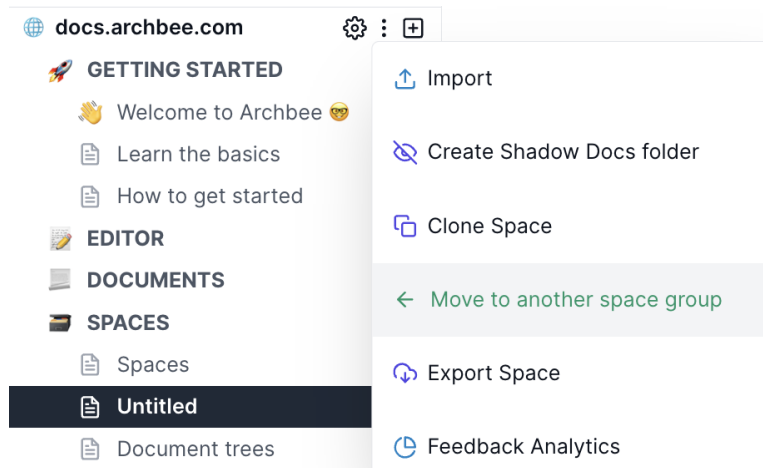 docs.archbee.com
GETTING STARTED
Welcome to Archbee
Learn the basics
How to get started
EDITOR
DOCUMENTS
SPACES
Spaces
Untitled
Document trees
Import
Create Shadow Docs folder
Clone Space
Move to another space group
Export Space
Feedback Analytics